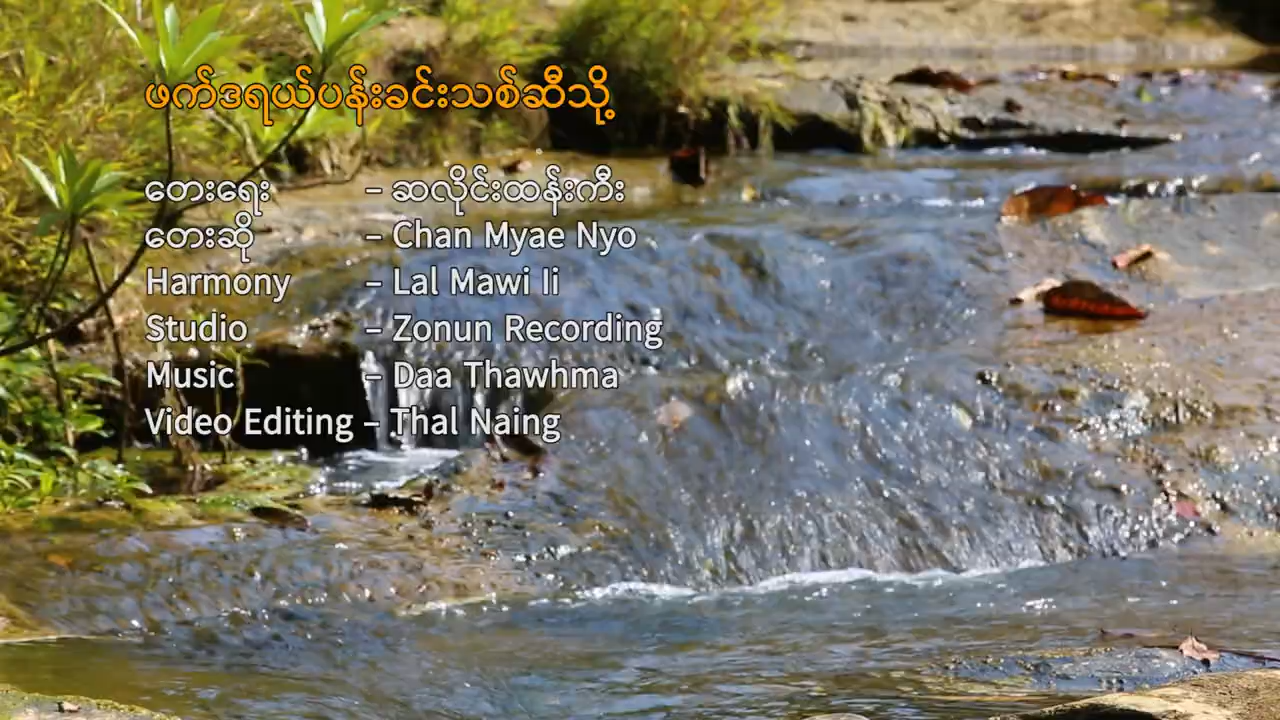 ဖက်ဒရယ်ပန်းခင်းသစ်ဆီသို့
တေးရေး – ဆလိုင်းထန်းကီး
တေးဆို – Chan Myae Nyo
Harmony – Lal Mawi Ii
Studio – Zonun Recording
Music – Daa Thawhma
Video Editing – Thal Naing